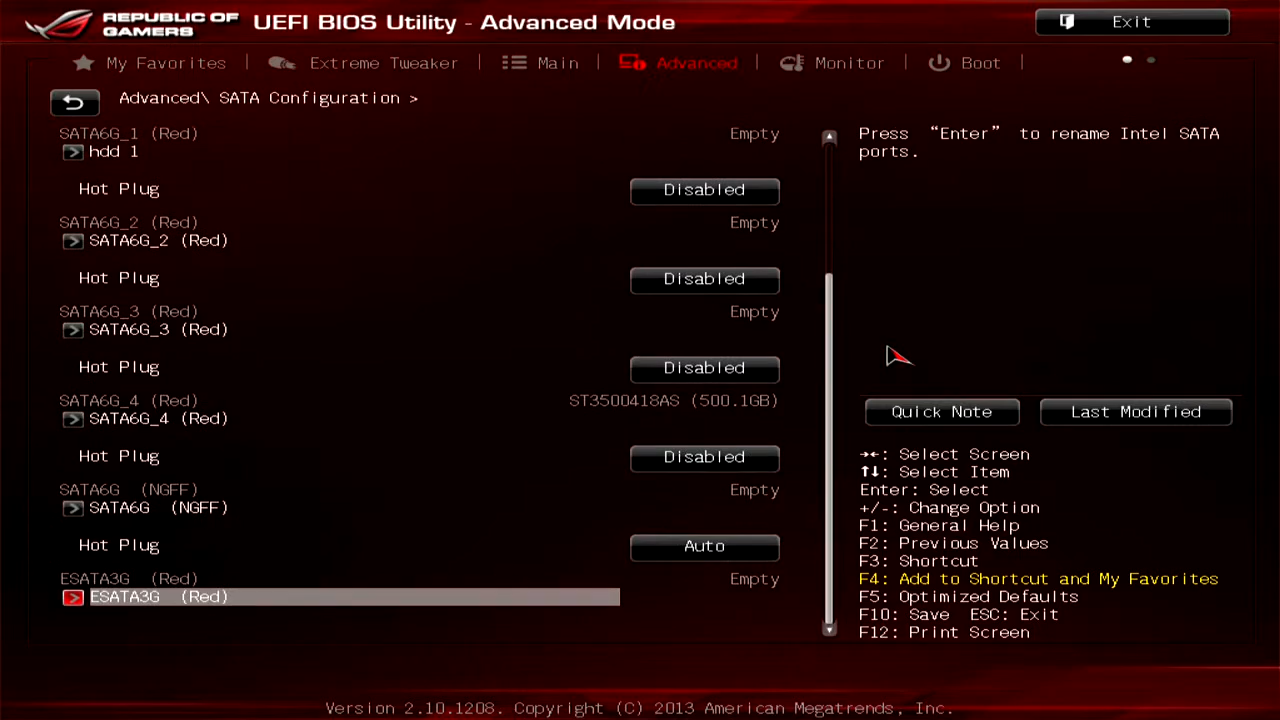 REPUBLIC OF
GAMERS
UEFI BIOS Utility - Advanced Mode
Exit
My Favorites
Extreme Tweaker
Main
Advanced
Monitor
Boot
Advanced\ SATA Configuration >
SATA6G_1 (Red) Empty
hdd 1
Hot Plug Disabled
SATA6G_2 (Red) Empty
SATA6G_2 (Red)
Hot Plug Disabled
SATA6G_3 (Red) Empty
SATA6G_3 (Red)
Hot Plug Disabled
SATA6G_4 (Red) ST3500418AS (500.1GB)
SATA6G_4 (Red)
Hot Plug Disabled
SATA6G (NGFF) Empty
SATA6G (NGFF)
Hot Plug Auto
ESATA3G (Red) Empty
ESATA3G (Red)
Press “Enter” to rename Intel SATA
ports.
Quick Note
Last Modified
→←: Select Screen
↑↓: Select Item
Enter: Select
+/-: Change Option
F1: General Help
F2: Previous Values
F3: Shortcut
F4: Add to Shortcut and My Favorites
F5: Optimized Defaults
F10: Save ESC: Exit
F12: Print Screen
Version 2.10.1208. Copyright (C) 2013 American Megatrends, Inc.